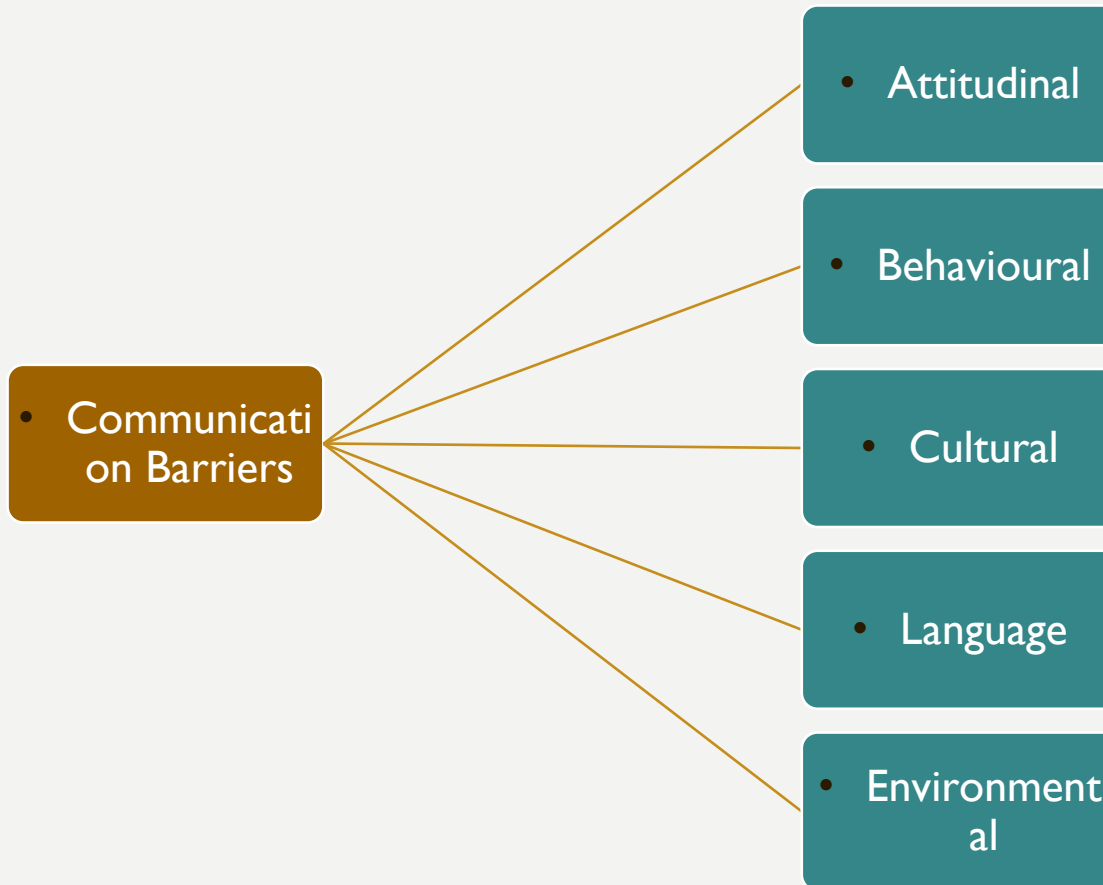 • Attitudinal
• Behavioural
• Communicati
on Barriers
• Cultural
• Language
• Environment
al